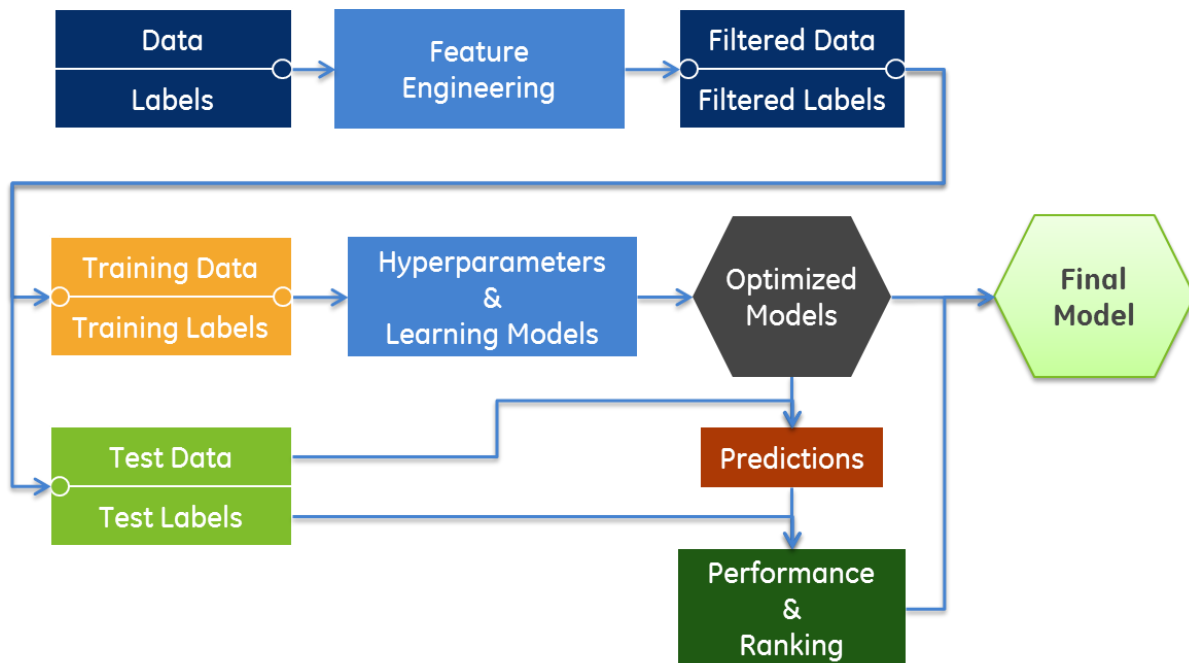 Data
Labels
Feature
Engineering
Filtered Data
Filtered Labels
Training Data
Training Labels
Hyperparameters
&
Learning Models
Optimized
Models
Final
Model
Test Data
Test Labels
Predictions
Performance
&
Ranking